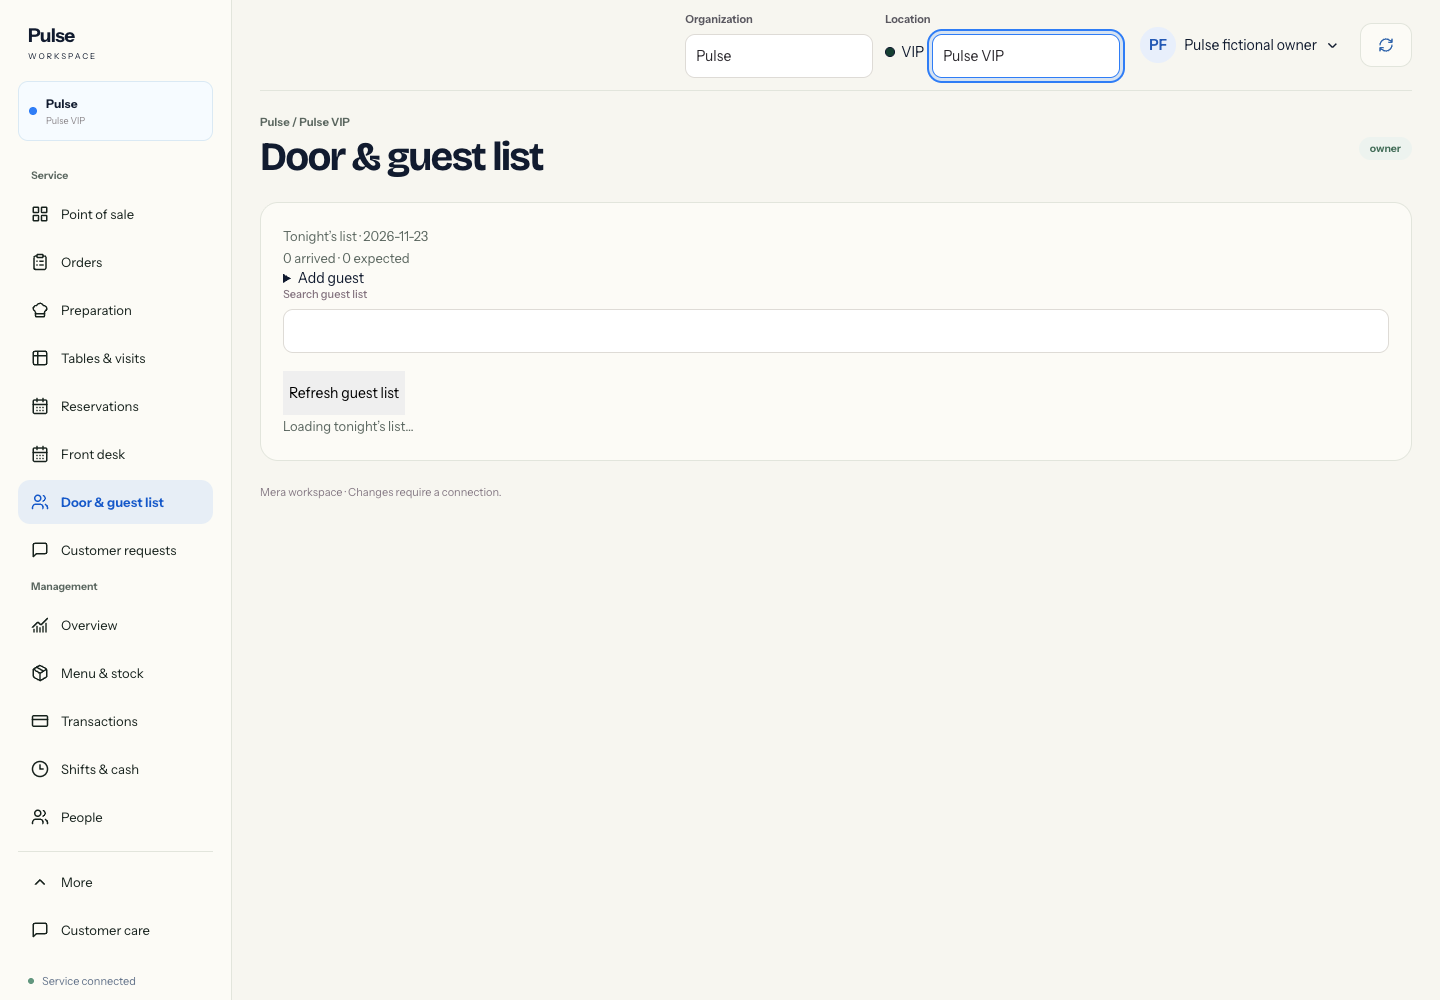 Pulse
WORKSPACE
Pulse
Pulse VIP
Service
Point of sale
Orders
Preparation
Tables & visits
Reservations
Front desk
Door & guest list
Customer requests
Management
Overview
Menu & stock
Transactions
Shifts & cash
People
More
Customer care
Service connected
Organization
Pulse
Location
VIP
Pulse VIP
PF
Pulse fictional owner
Pulse / Pulse VIP
Door & guest list
owner
Tonight’s list · 2026-11-23
0 arrived · 0 expected
Add guest
Search guest list
Refresh guest list
Loading tonight’s list…
Mera workspace · Changes require a connection.